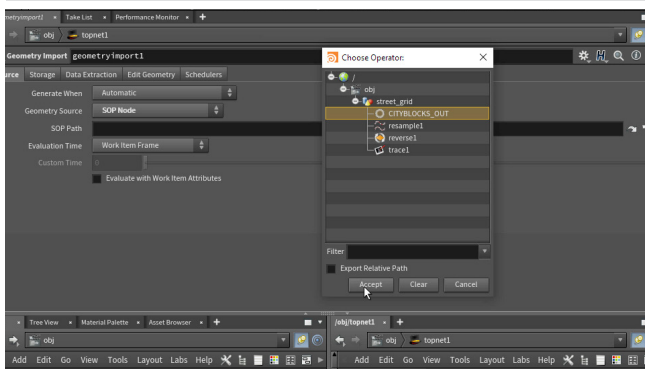 metryimport1 × Take List × Performance Monitor × +
obj topnet1
Geometry Import geometryimport1
urce Storage Data Extraction Edit Geometry Schedulers
Generate When Automatic
Geometry Source SOP Node
SOP Path
Evaluation Time Work Item Frame
Custom Time 0
Evaluate with Work Item Attributes
Choose Operator:
/
obj
street_grid
CITYBLOCKS_OUT
resample1
reverse1
trace1
Filter
Export Relative Path
Accept Clear Cancel
Tree View × Material Palette × Asset Browser × +
obj
Add Edit Go View Tools Layout Labs Help
/obj/topnet1 × +
obj topnet1
Add Edit Go View Tools Layout Labs Help